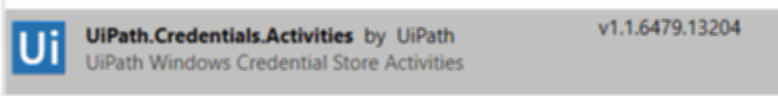 Ui
UiPath.Credentials.Activities by UiPath v1.1.6479.13204
UiPath Windows Credential Store Activities